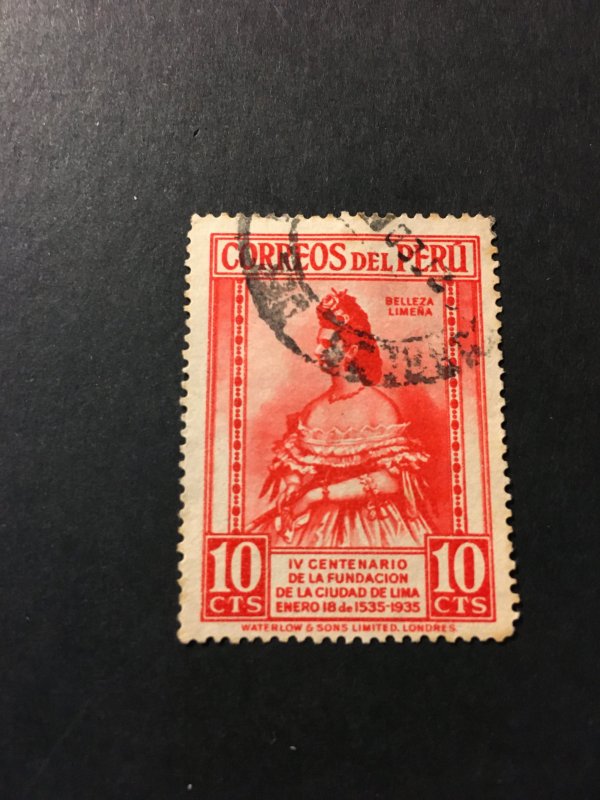 CORREOS DEL PERÚ
BELLEZA
LIMEÑA
IV CENTENARIO
DE LA FUNDACION
DE LA CIUDAD DE LIMA
ENERO 18 de 1535-1935
10
CTS
10
CTS
WATERLOW & SONS LIMITED, LONDRES.